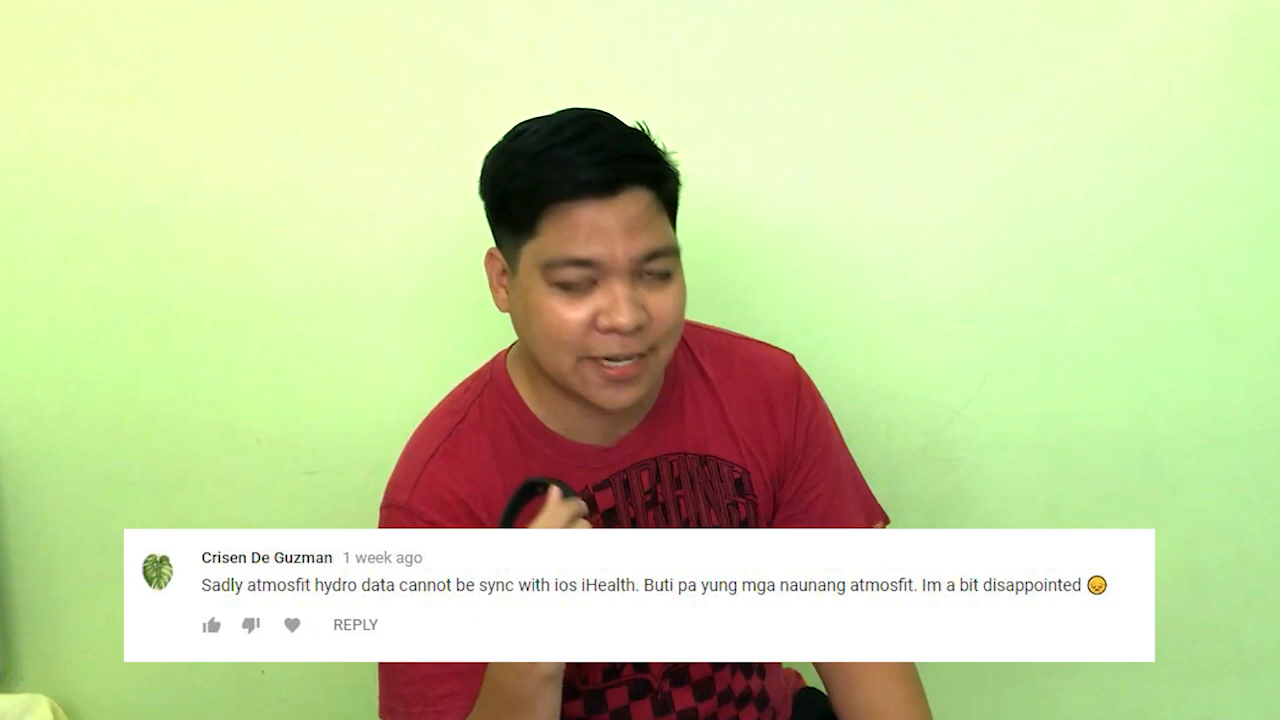 Crisen De Guzman 1 week ago
Sadly atmosfit hydro data cannot be sync with ios iHealth. Buti pa yung mga naunang atmosfit. Im a bit disappointed 😞
REPLY